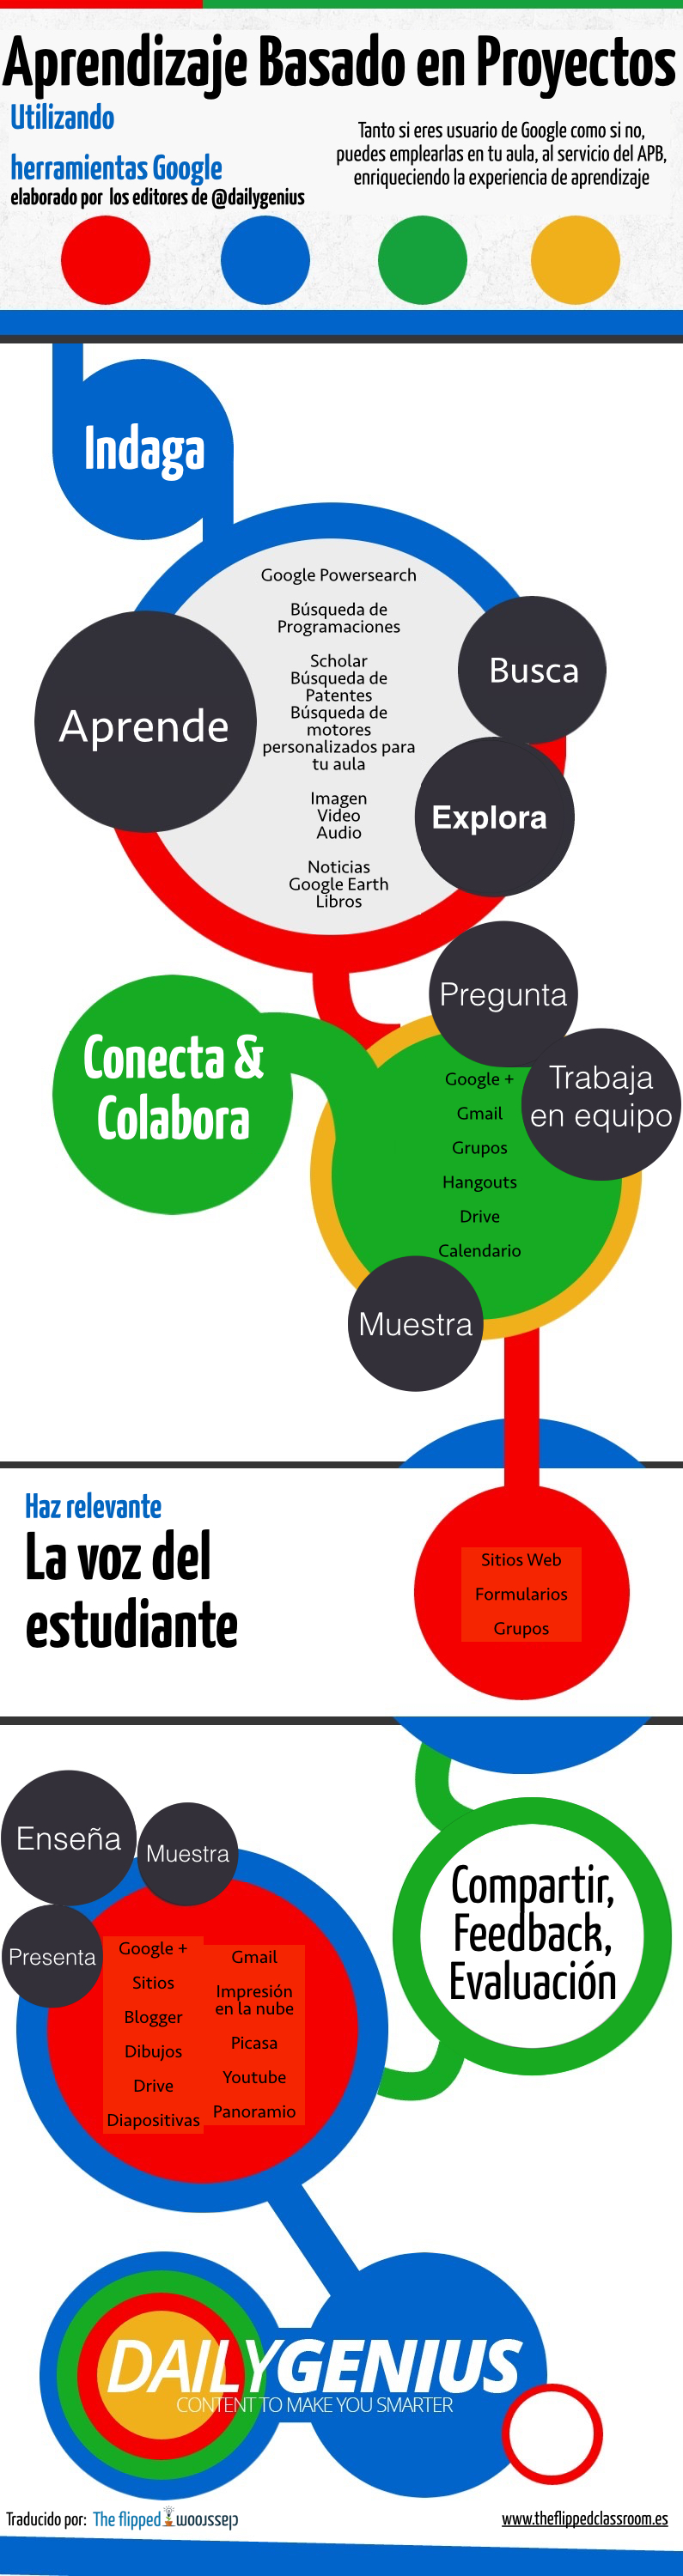 Aprendizaje Basado en Proyectos
Utilizando
herramientas Google
elaborado por los editores de @dailygenius
Tanto si eres usuario de Google como si no,
puedes emplearlas en tu aula, al servicio del APB,
enriqueciendo la experiencia de aprendizaje
Indaga
Aprende
Google Powersearch
Búsqueda de
Programaciones
Scholar
Búsqueda de
Patentes
Búsqueda de
motores
personalizados para
tu aula
Imagen
Video
Audio
Noticias
Google Earth
Libros
Busca
Explora
Conecta &
Colabora
Pregunta
Trabaja
en equipo
Google +
Gmail
Grupos
Hangouts
Drive
Calendario
Muestra
Haz relevante
La voz del
estudiante
Sitios Web
Formularios
Grupos
Enseña
Muestra
Presenta
Google +
Sitios
Blogger
Dibujos
Drive
Diapositivas
Gmail
Impresión
en la nube
Picasa
Youtube
Panoramio
Compartir,
Feedback,
Evaluación
DAILYGENIUS
CONTENT TO MAKE YOU SMARTER
Traducido por: The flipped classroom
www.theflippedclassroom.es